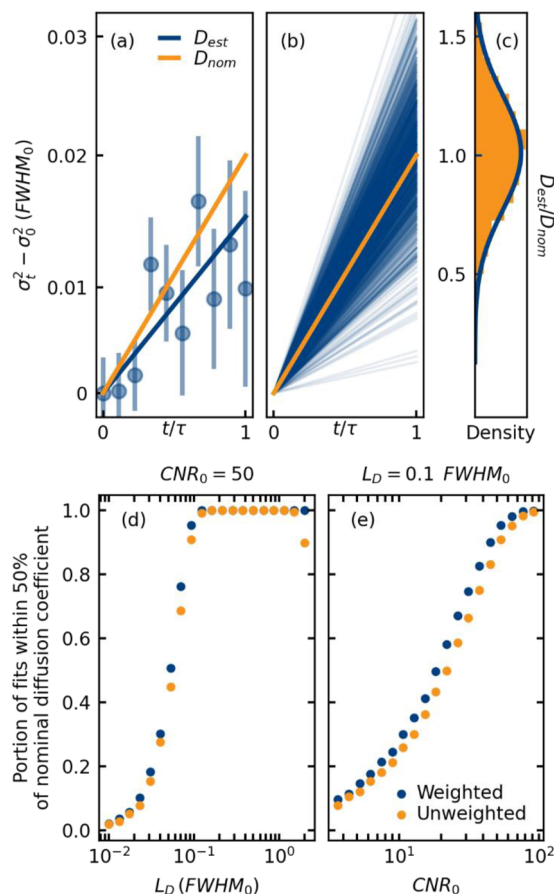 0.03
0.02
0.01
0
σ_t^2 − σ_0^2 (FWHM_0)
(a)
D_est
D_nom
0
t/τ
1
(b)
0
t/τ
1
(c)
1.5
1.0
0.5
D_est/D_nom
Density
CNR_0 = 50
L_D = 0.1 FWHM_0
Portion of fits within 50%
of nominal diffusion coefficient
1.0
0.8
0.6
0.4
0.2
0.0
(d)
10^-2
10^-1
10^0
L_D (FWHM_0)
(e)
Weighted
Unweighted
10^1
10^2
CNR_0